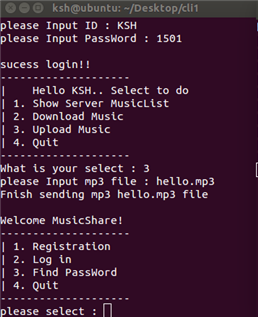 ksh@ubuntu: ~/Desktop/cli1
please Input ID : KSH
please Input PassWord : 1501
sucess login!!
--------------------
|    Hello KSH.. Select to do
| 1. Show Server MusicList
| 2. Download Music
| 3. Upload Music
| 4. Quit
--------------------
What is your select : 3
please Input mp3 file : hello.mp3
Fnish sending mp3 hello.mp3 file
Welcome MusicShare!
--------------------
| 1. Registration
| 2. Log in
| 3. Find PassWord
| 4. Quit
--------------------
please select :